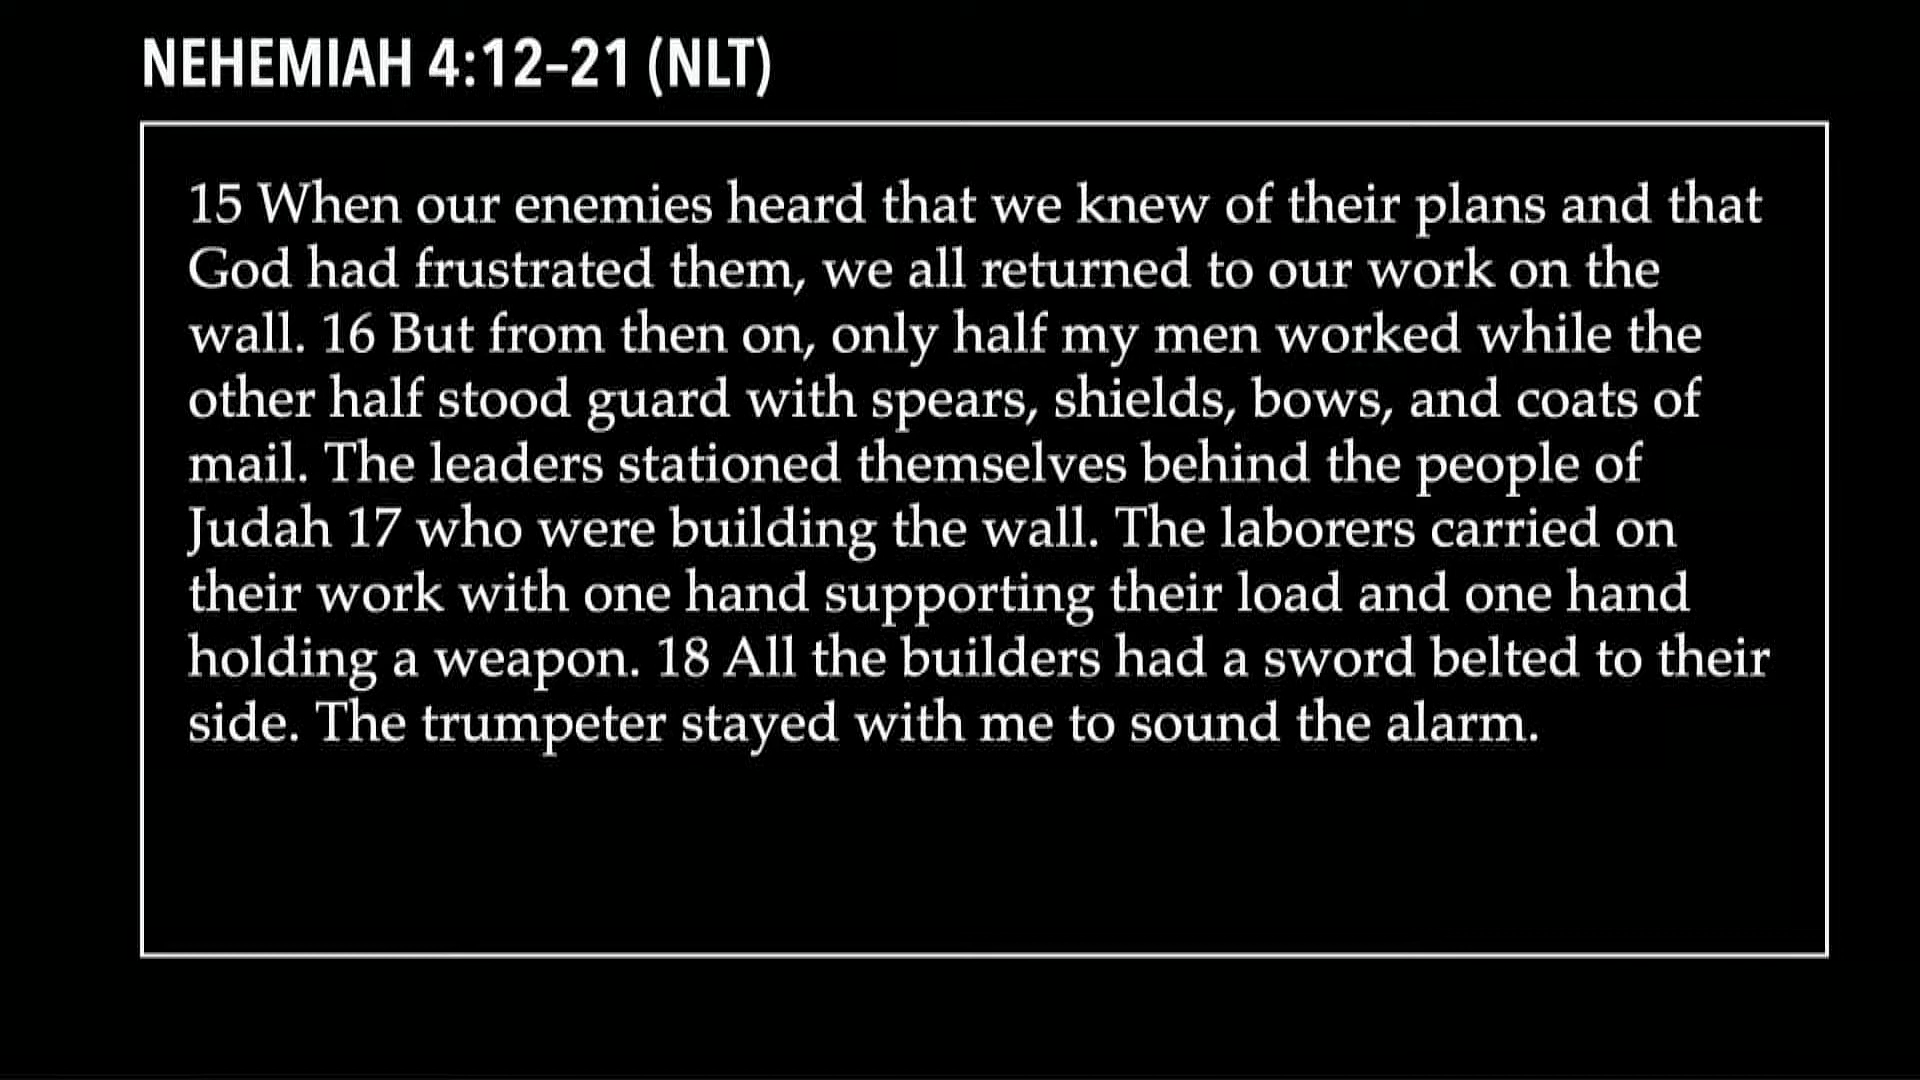 NEHEMIAH 4:12–21 (NLT)
15 When our enemies heard that we knew of their plans and that
God had frustrated them, we all returned to our work on the
wall. 16 But from then on, only half my men worked while the
other half stood guard with spears, shields, bows, and coats of
mail. The leaders stationed themselves behind the people of
Judah 17 who were building the wall. The laborers carried on
their work with one hand supporting their load and one hand
holding a weapon. 18 All the builders had a sword belted to their
side. The trumpeter stayed with me to sound the alarm.